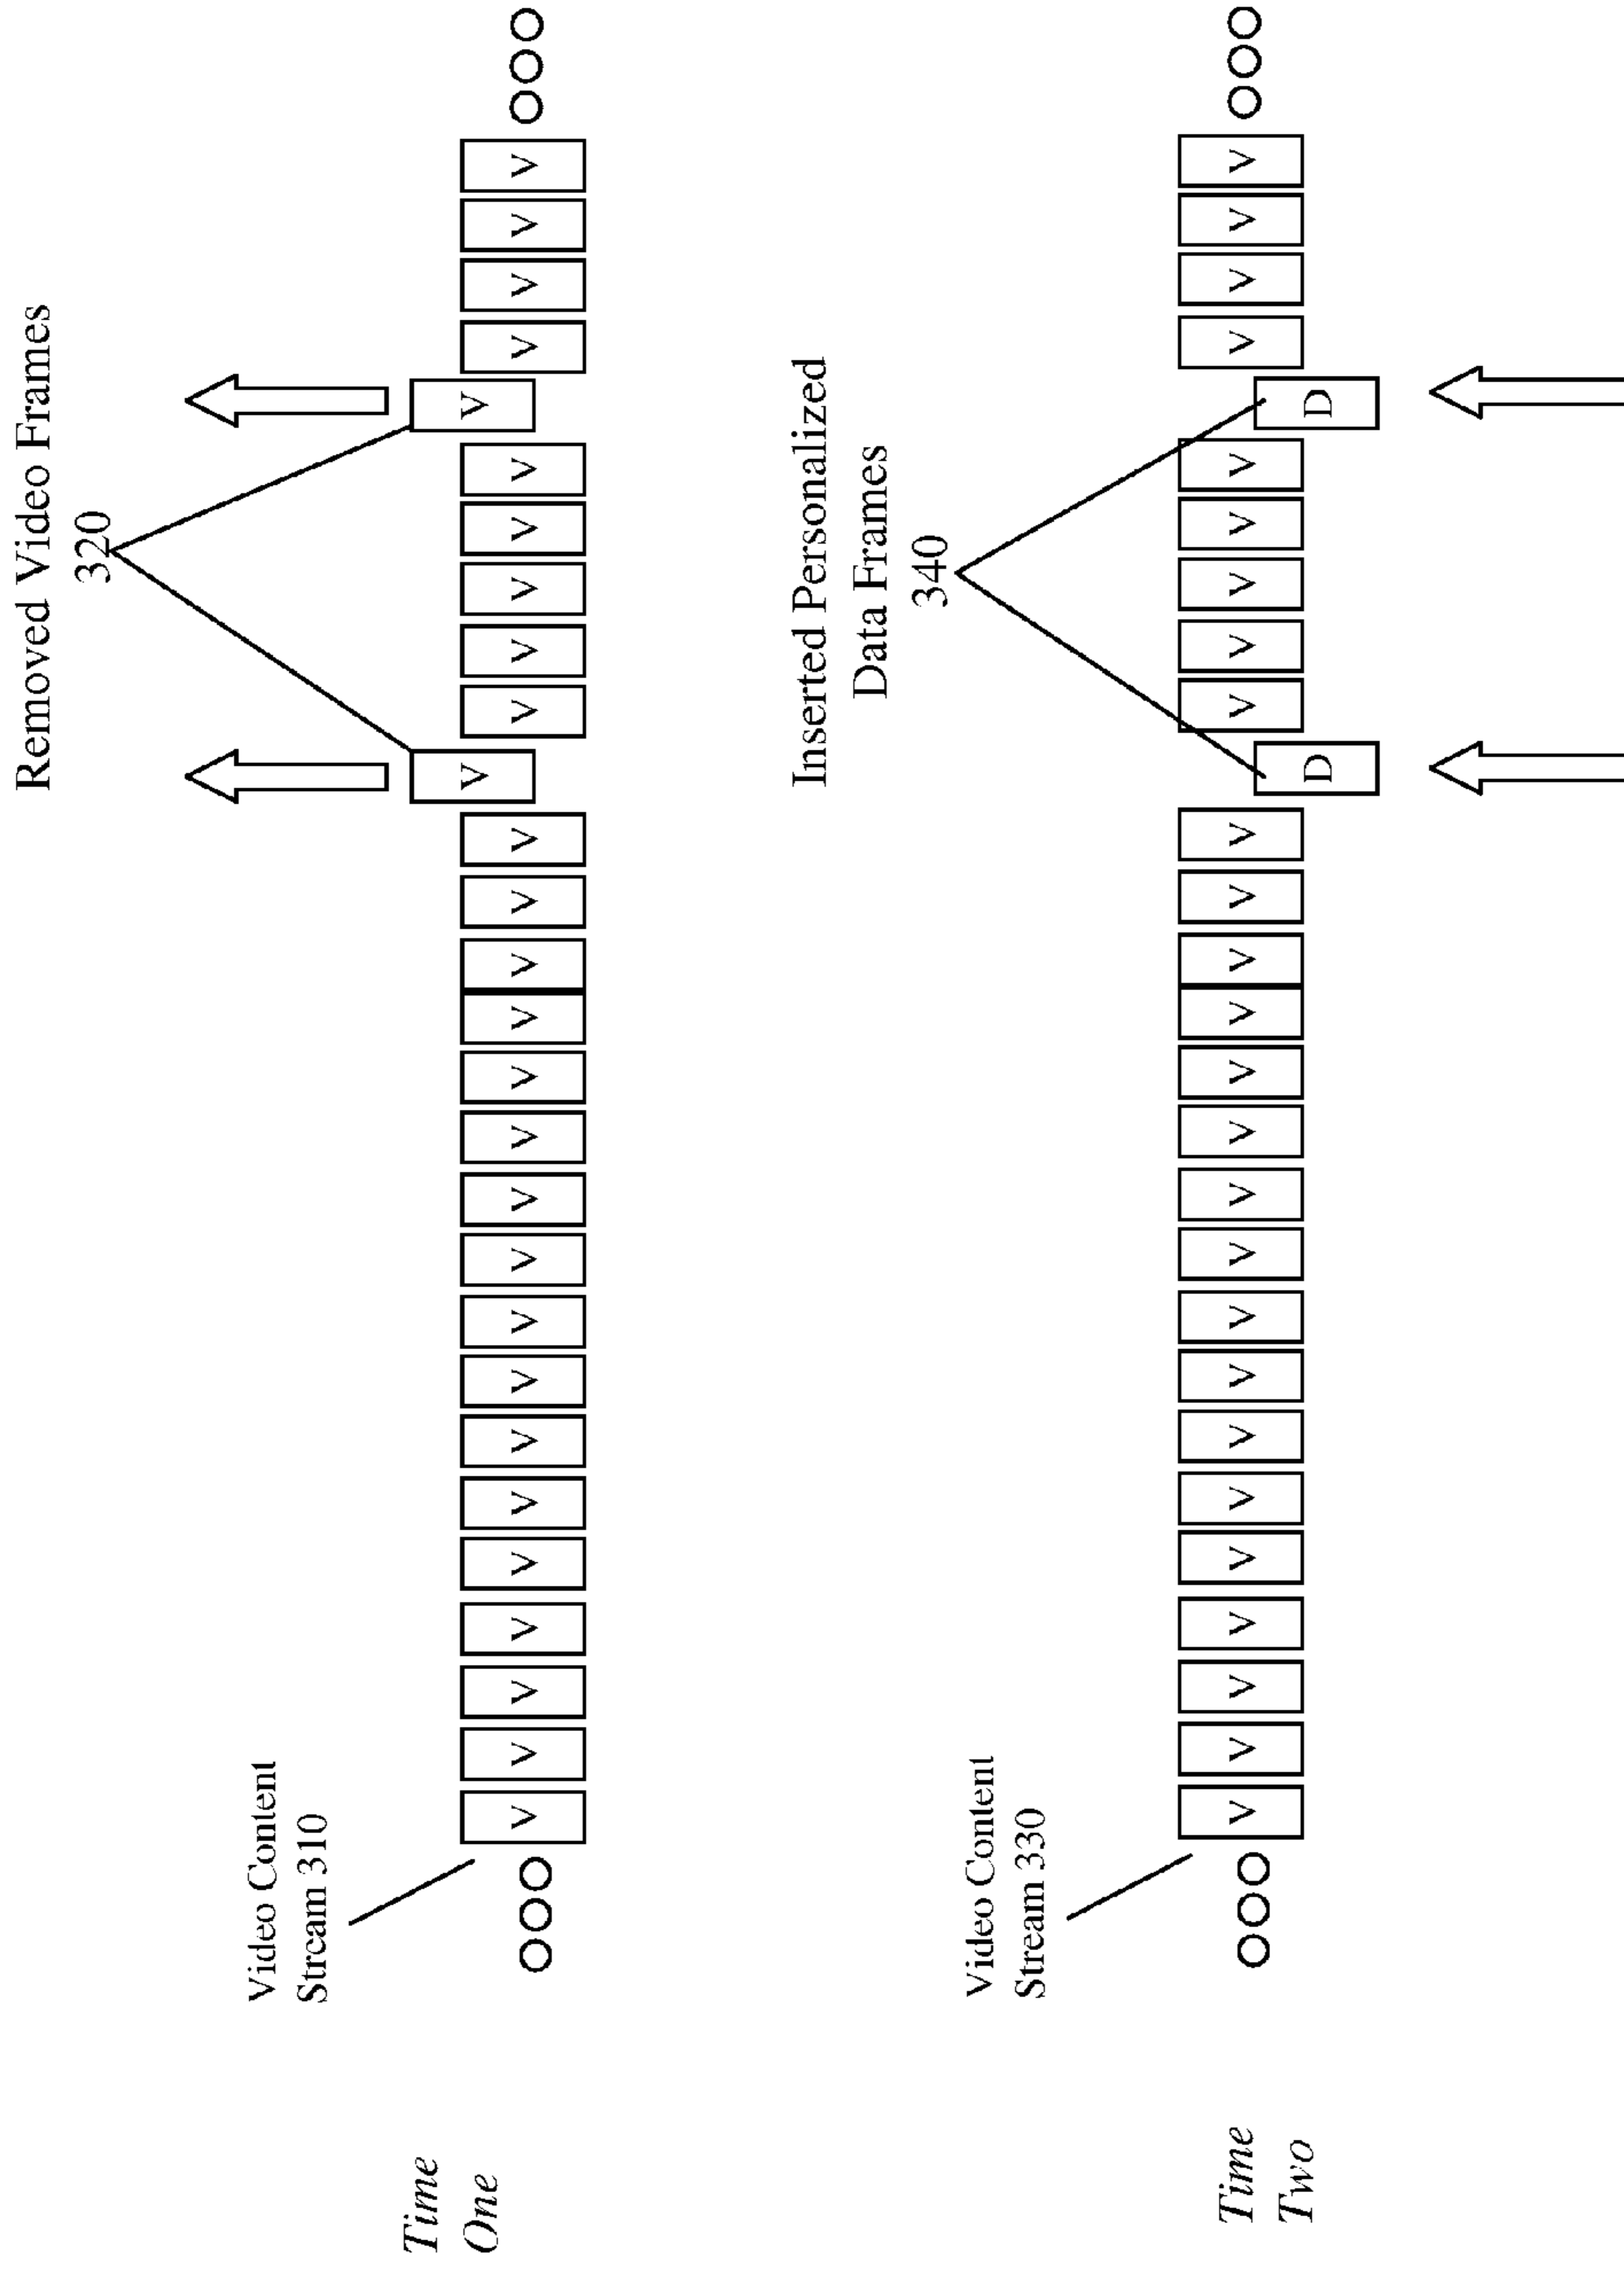 Removed Video Frames
320
Video Content
Stream 310
Time
One
V V V V V V V V V V V V V V V V V V V V V V V V V V V V
Inserted Personalized
Data Frames
340
Video Content
Stream 330
Time
Two
V V V V V V V V V V V V V V V V V D V V V V V D V V V V